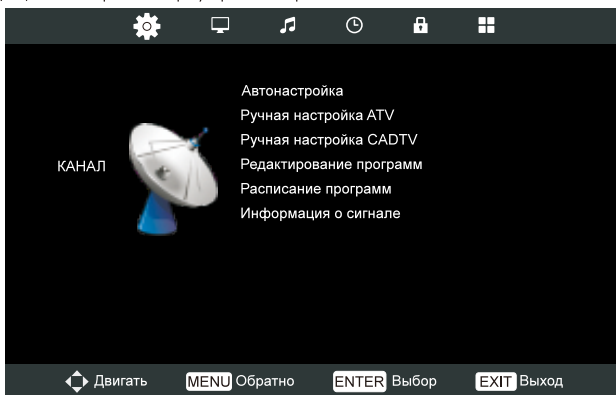 Автонастройка
Ручная настройка ATV
Ручная настройка CADTV
КАНАЛ
Редактирование программ
Расписание программ
Информация о сигнале
Двигать MENU Обратно ENTER Выбор EXIT Выход